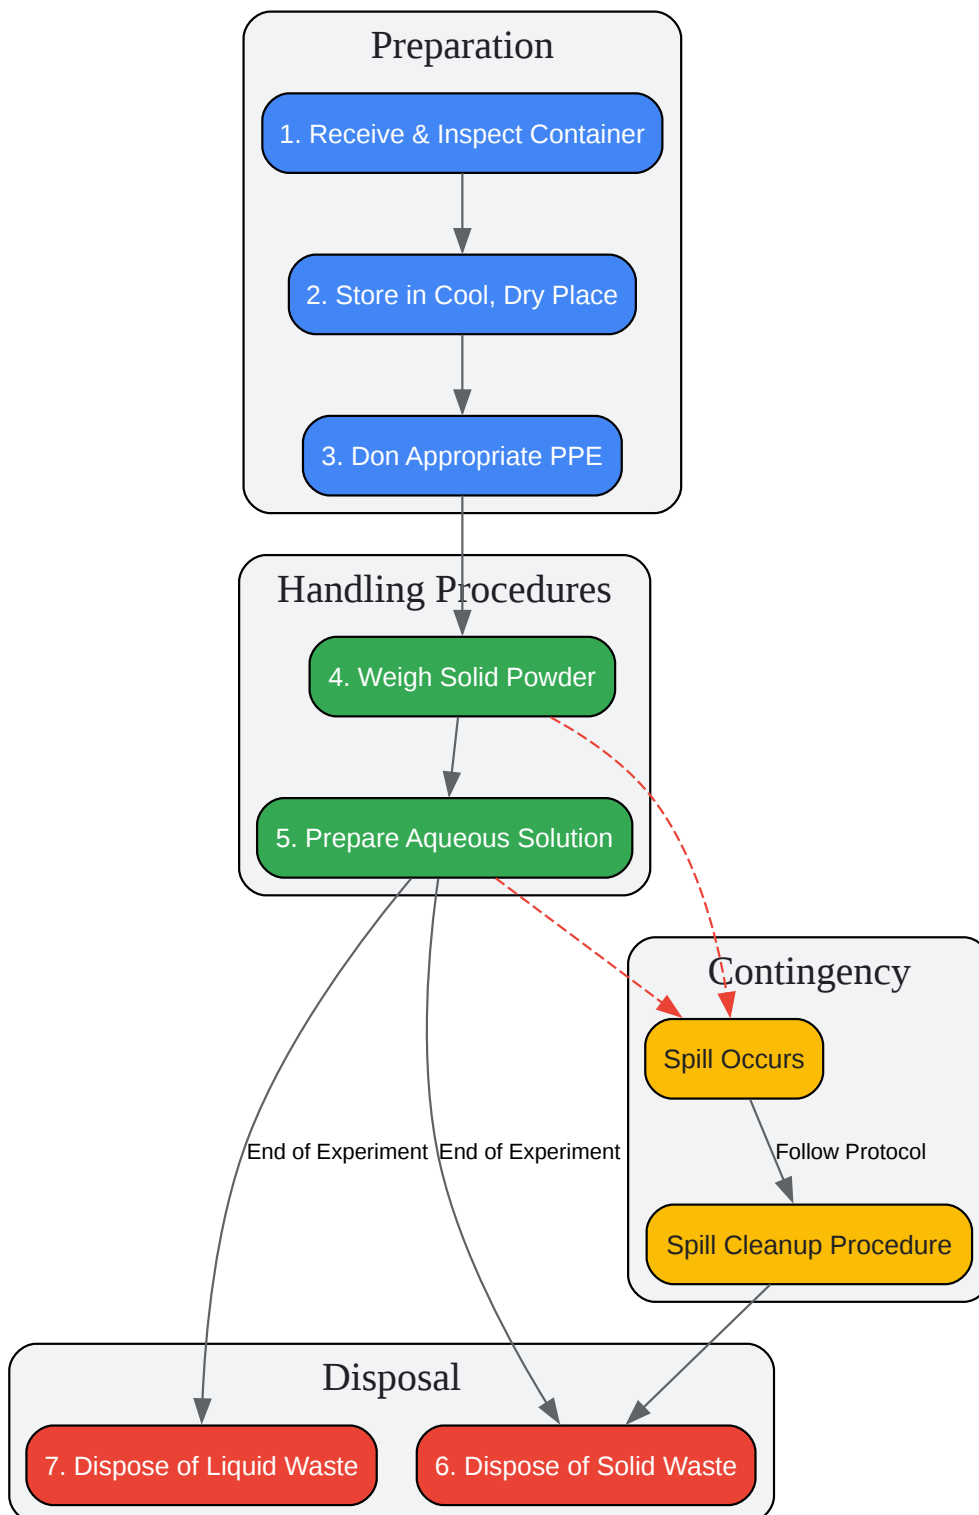 Preparation
1. Receive & Inspect Container
2. Store in Cool, Dry Place
3. Don Appropriate PPE
Handling Procedures
4. Weigh Solid Powder
5. Prepare Aqueous Solution
Contingency
Spill Occurs
End of Experiment
End of Experiment
Follow Protocol
Spill Cleanup Procedure
Disposal
7. Dispose of Liquid Waste
6. Dispose of Solid Waste